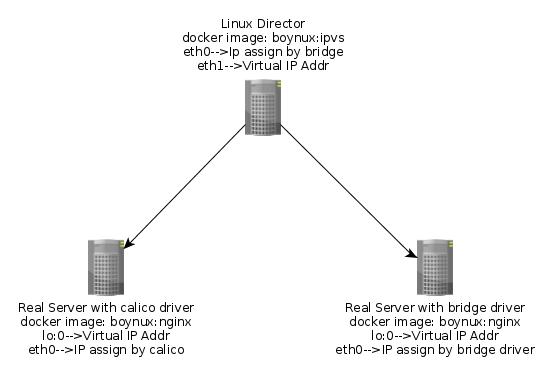 Linux Director
docker image: boynux:ipvs
eth0-->Ip assign by bridge
eth1-->Virtual IP Addr
Real Server with calico driver
docker image: boynux:nginx
lo:0-->Virtual IP Addr
eth0-->IP assign by calico
Real Server with bridge driver
docker image: boynux:nginx
lo:0-->Virtual IP Addr
eth0-->IP assign by bridge driver